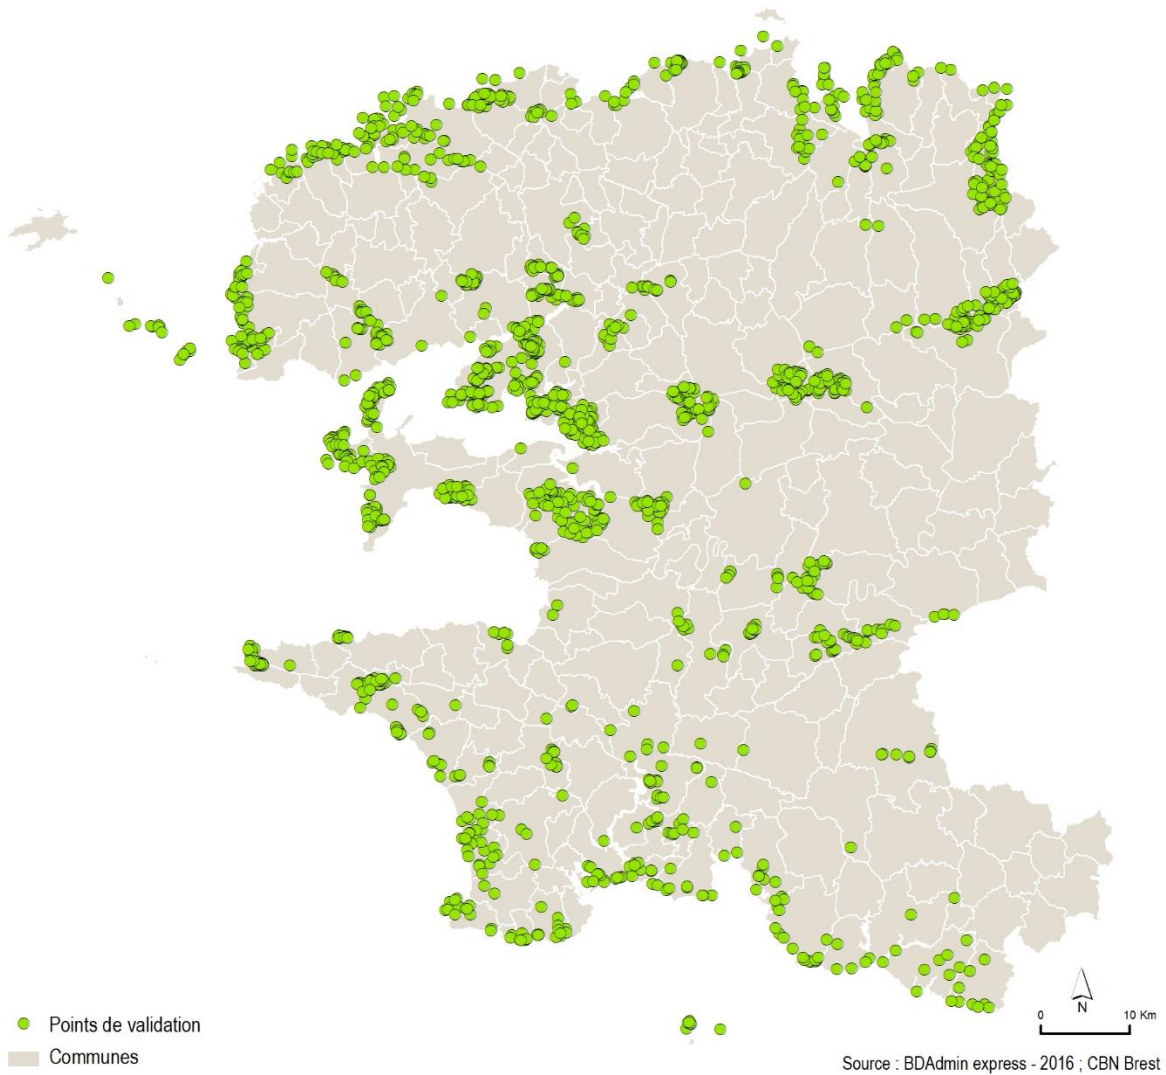 Points de validation
Communes
N
0 10 Km
Source : BDAdmin express - 2016 ; CBN Brest